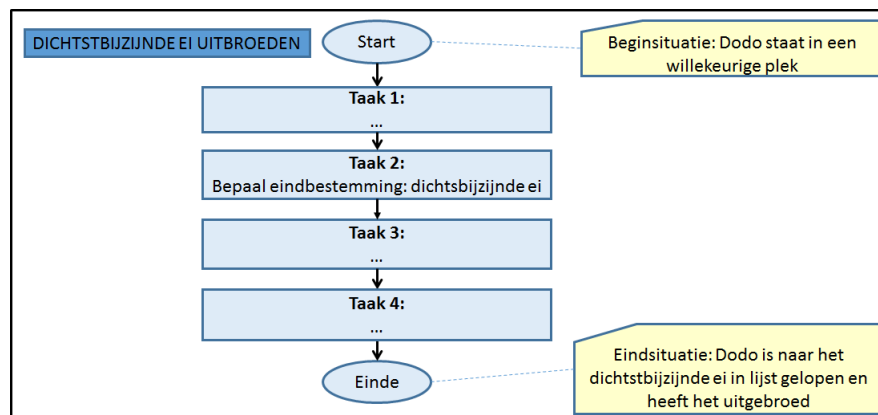 DICHTSTBIJZIJNDE EI UITBROEDEN
Start
Beginsituatie: Dodo staat in een
willekeurige plek
Taak 1:
...
Taak 2:
Bepaal eindbestemming: dichtsbijzijnde ei
Taak 3:
...
Taak 4:
...
Einde
Eindsituatie: Dodo is naar het
dichtstbijzijnde ei in lijst gelopen en
heeft het uitgebroed